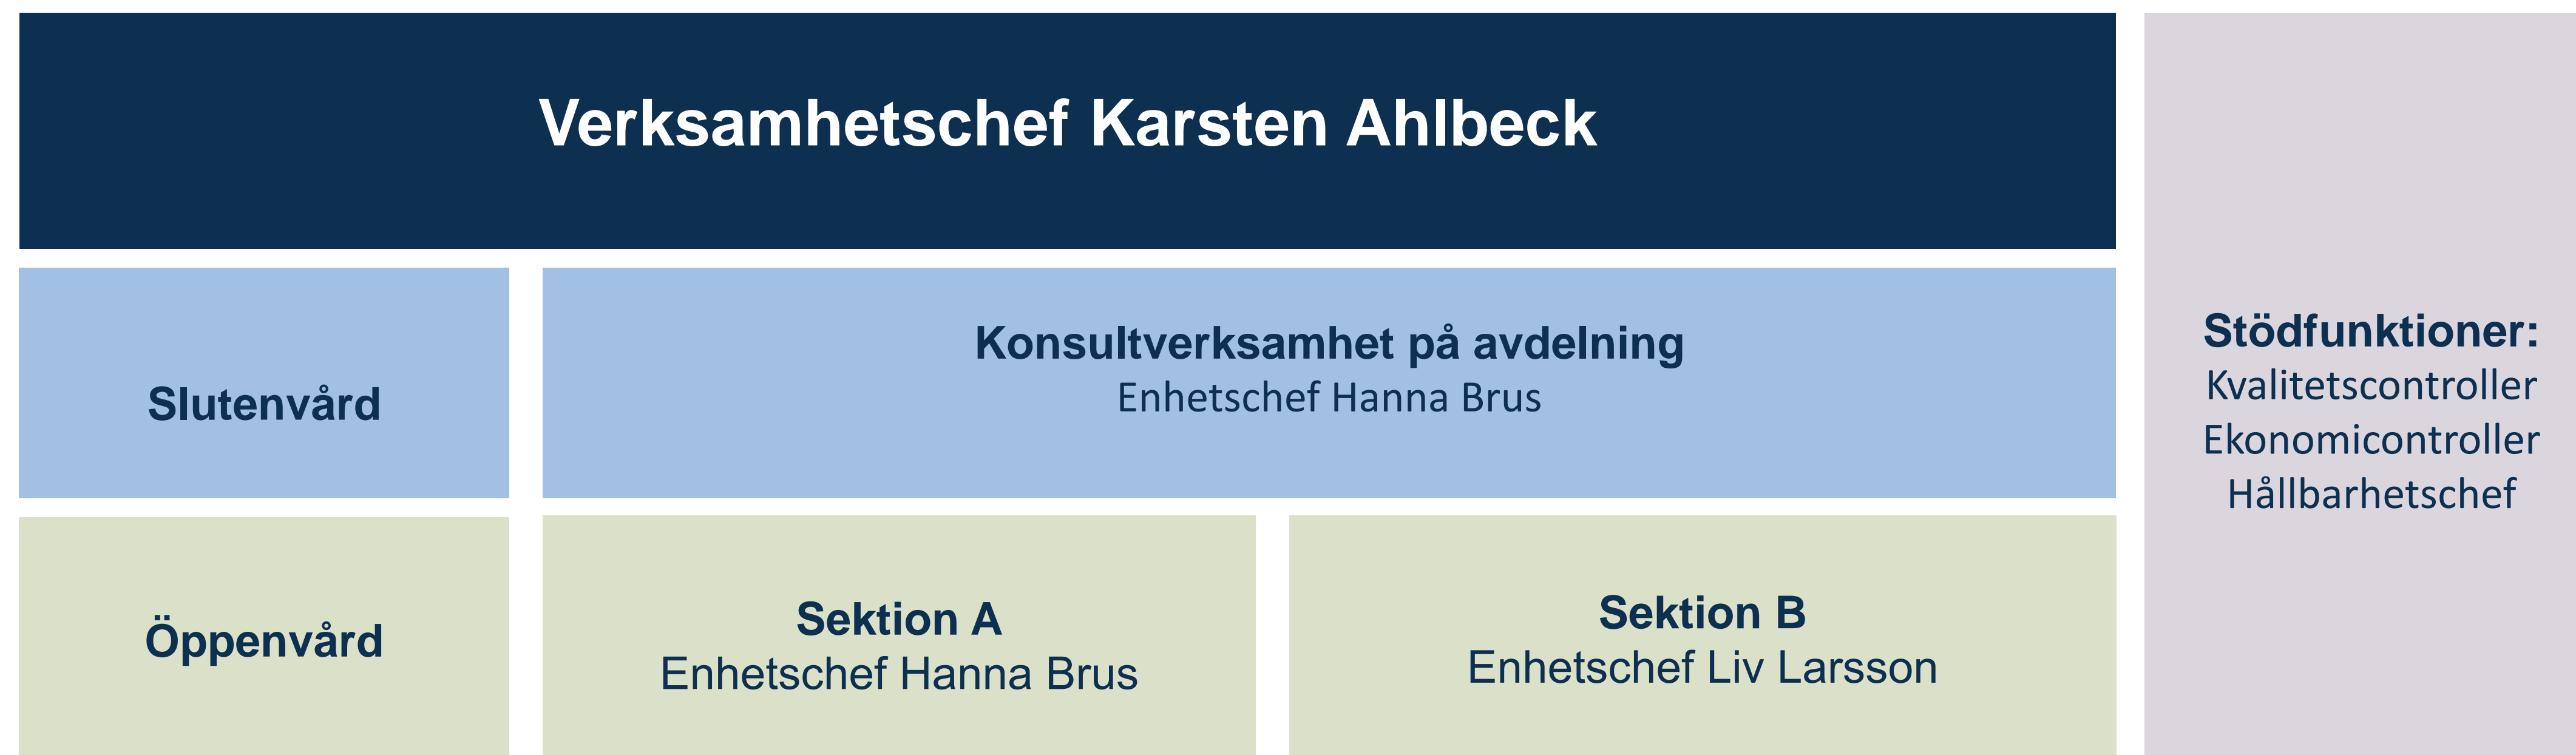 Verksamhetschef Karsten Ahlbeck
Slutenvård
Konsultverksamhet på avdelning
Enhetschef Hanna Brus
Öppenvård
Sektion A
Enhetschef Hanna Brus
Sektion B
Enhetschef Liv Larsson
Stödfunktioner:
Kvalitetscontroller
Ekonomicontroller
Hållbarhetschef